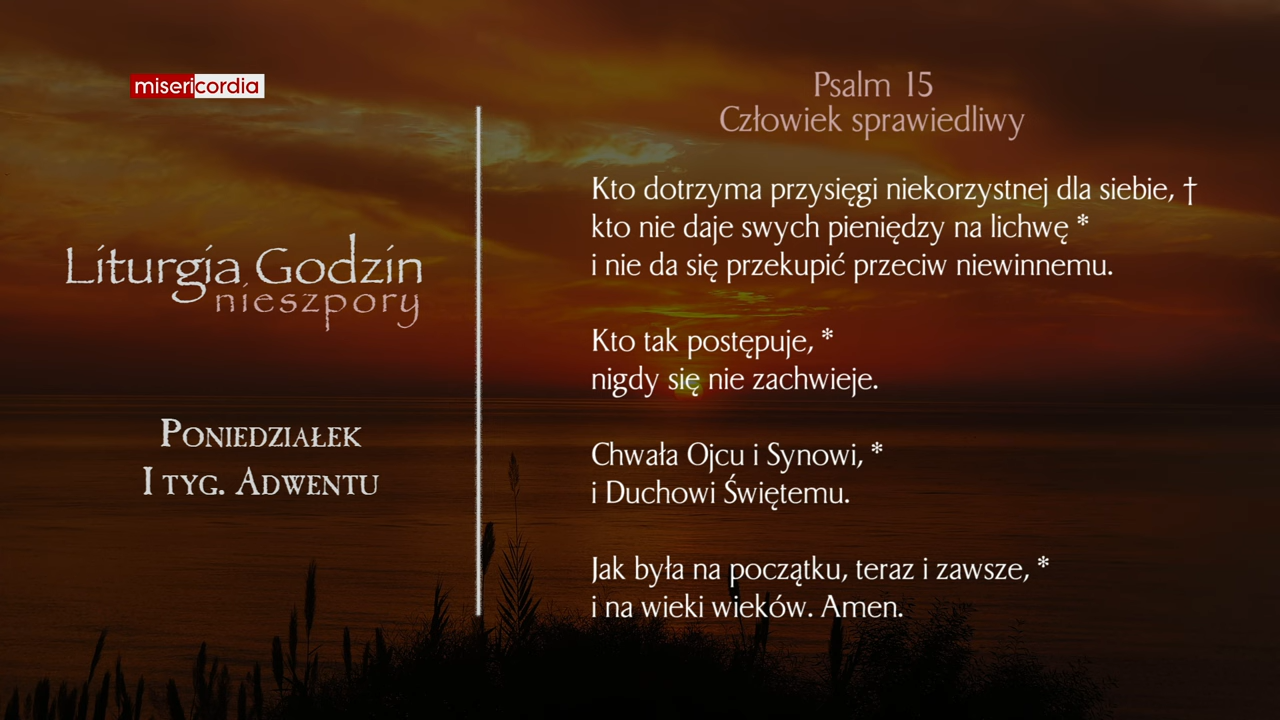 misericordia
Liturgia Godzin
nieszpory
Poniedziałek
I tyg. Adwentu
Psalm 15
Człowiek sprawiedliwy
Kto dotrzyma przysięgi niekorzystnej dla siebie, †
kto nie daje swych pieniędzy na lichwę *
i nie da się przekupić przeciw niewinnemu.
Kto tak postępuje, *
nigdy się nie zachwieje.
Chwała Ojcu i Synowi, *
i Duchowi Świętemu.
Jak była na początku, teraz i zawsze, *
i na wieki wieków. Amen.